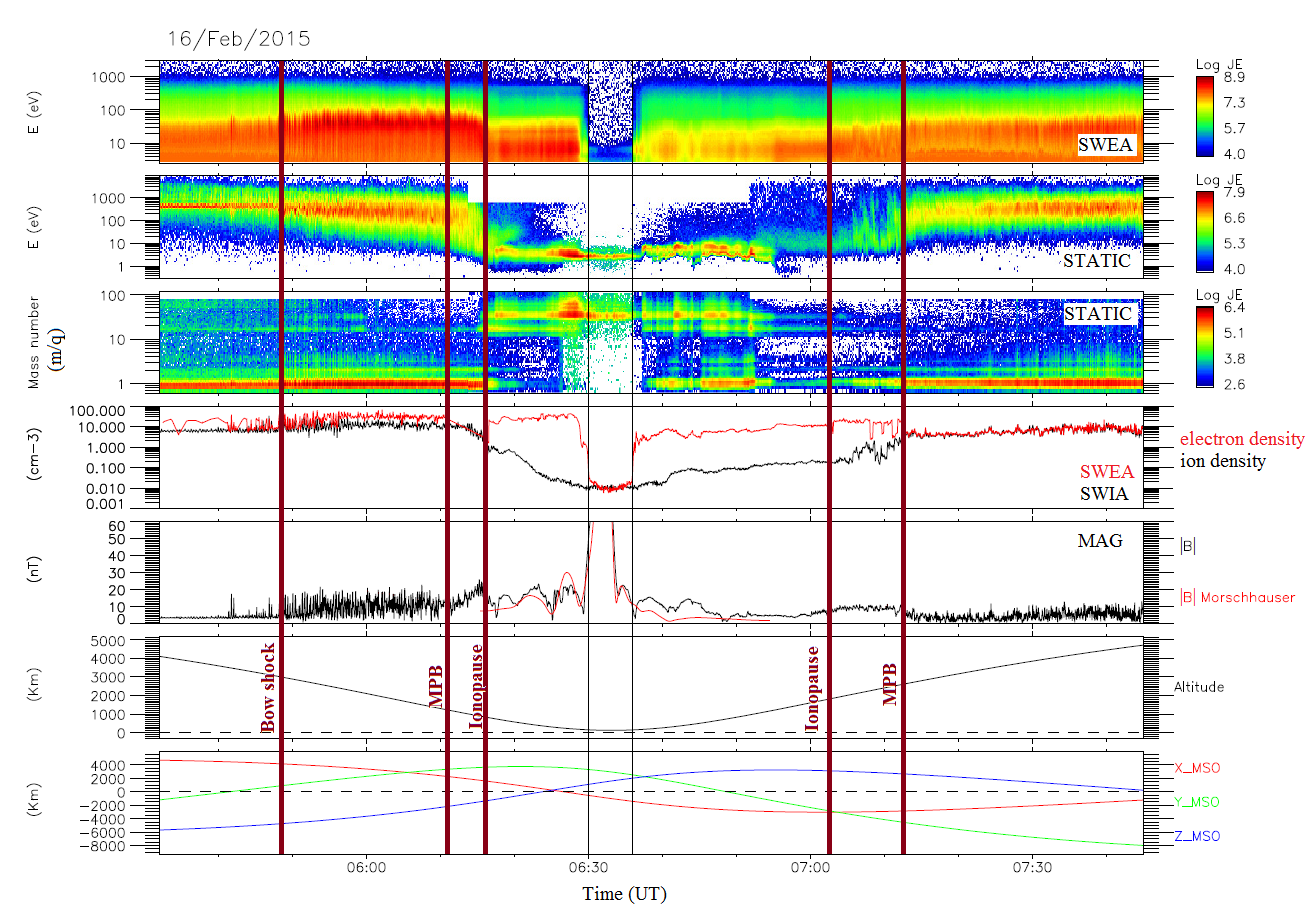 16/Feb/2015
E (eV)
1000
100
10
SWEA
Log JE
8.9
7.3
5.7
4.0
E (eV)
1000
100
10
1
STATIC
Log JE
7.9
6.6
5.3
4.0
Mass number
(m/q)
100
10
1
STATIC
Log JE
6.4
5.1
3.8
2.6
(cm-3)
100.000
10.000
1.000
0.100
0.010
0.001
SWEA
SWIA
electron density
ion density
(nT)
60
50
40
30
20
10
0
MAG
|B|
|B| Morschhauser
(Km)
5000
4000
3000
2000
1000
0
Bow shock
MPB
Ionopause
Ionopause
MPB
Altitude
(Km)
4000
2000
0
-2000
-4000
-6000
-8000
X_MSO
Y_MSO
Z_MSO
06:00
06:30
07:00
07:30
Time (UT)